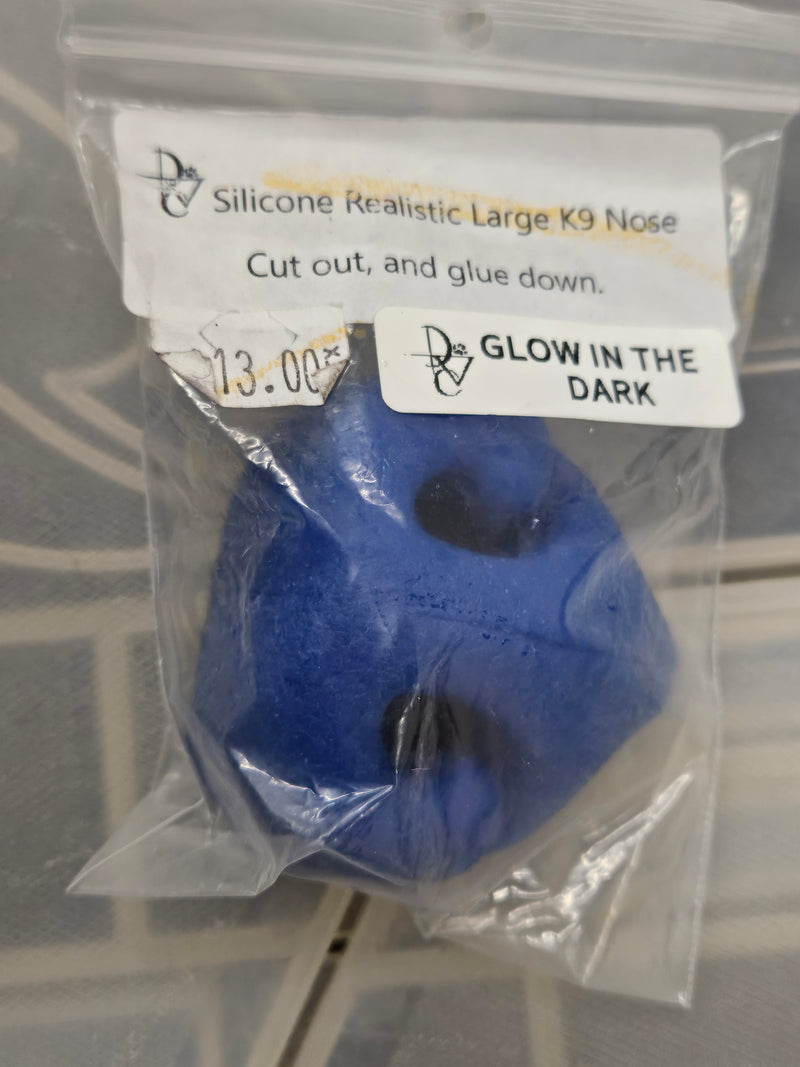 Silicone Realistic Large K9 Nose
Cut out, and glue down.
13.00
GLOW IN THE
DARK